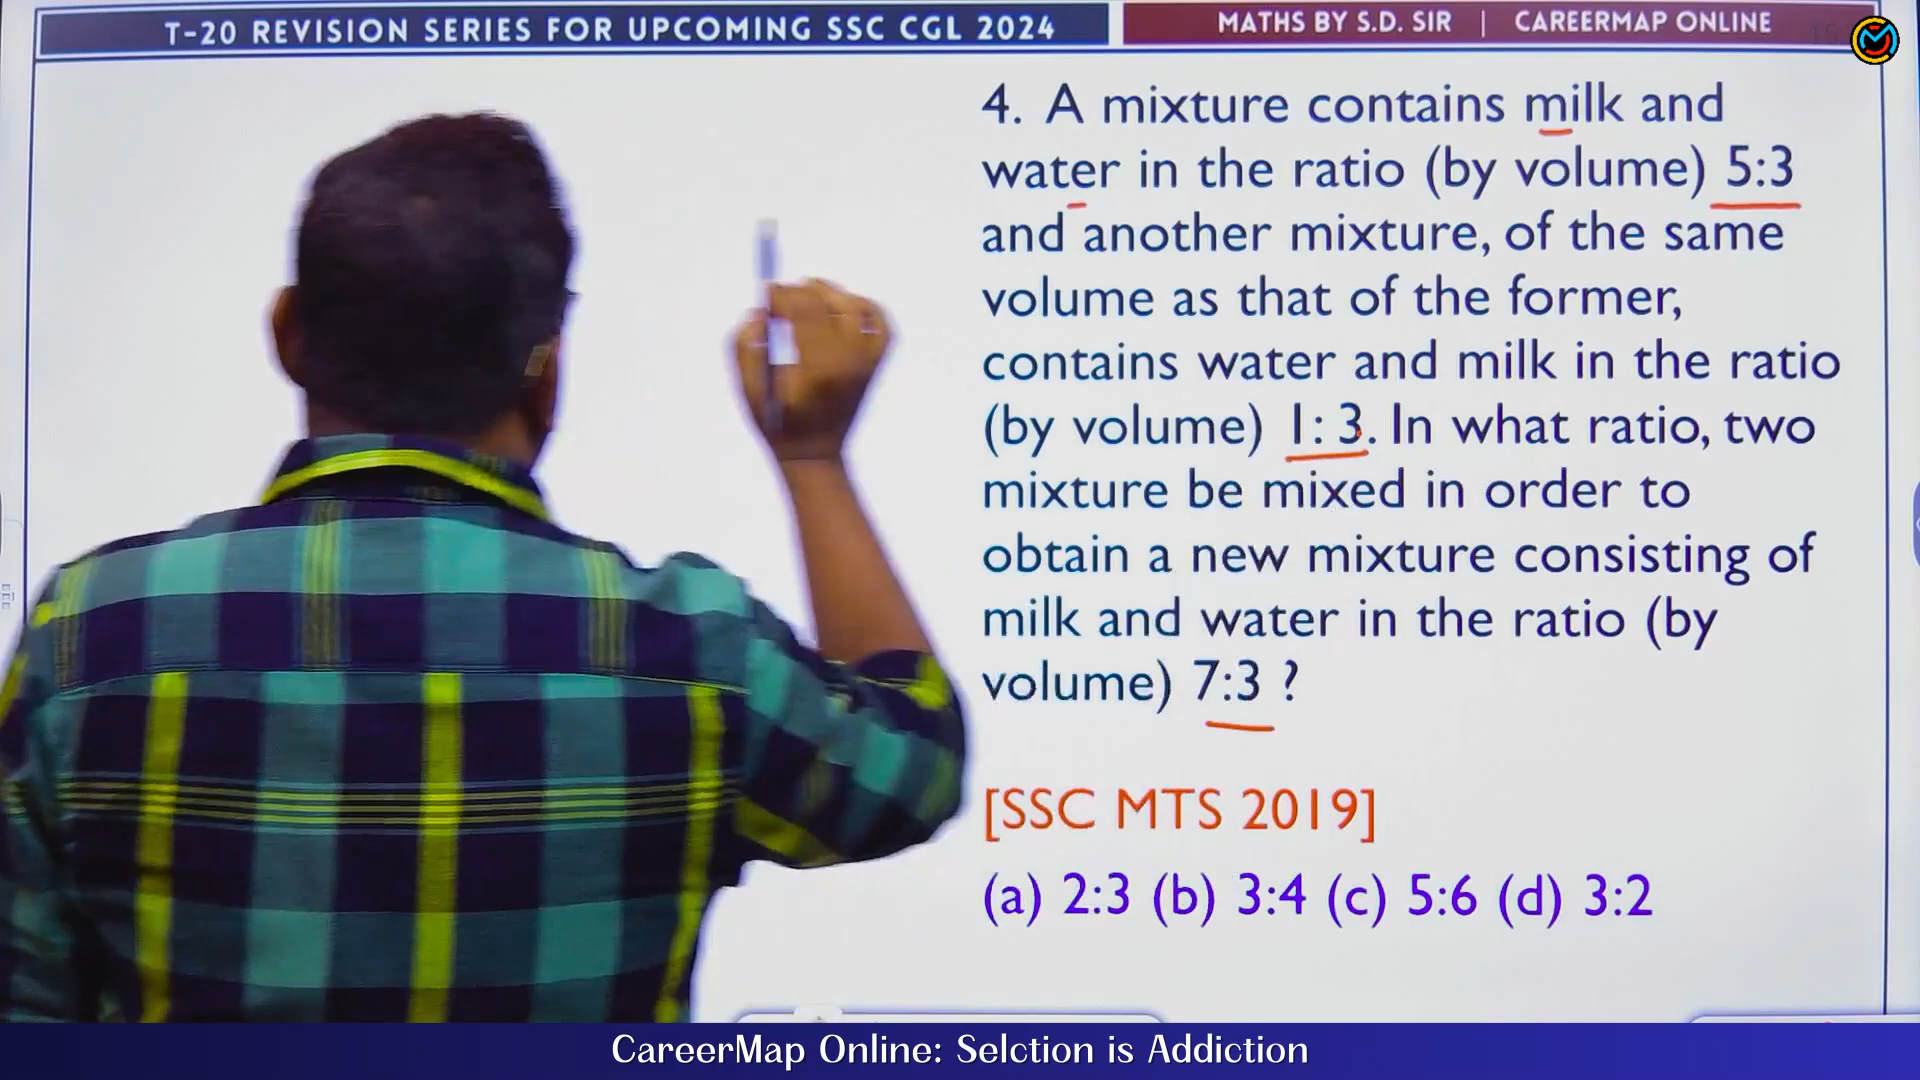 T-20 REVISION SERIES FOR UPCOMING SSC CGL 2024
MATHS BY S.D. SIR | CAREERMAP ONLINE
4. A mixture contains milk and
water in the ratio (by volume) 5:3
and another mixture, of the same
volume as that of the former,
contains water and milk in the ratio
(by volume) 1: 3. In what ratio, two
mixture be mixed in order to
obtain a new mixture consisting of
milk and water in the ratio (by
volume) 7:3 ?
[SSC MTS 2019]
(a) 2:3 (b) 3:4 (c) 5:6 (d) 3:2
CareerMap Online: Selction is Addiction